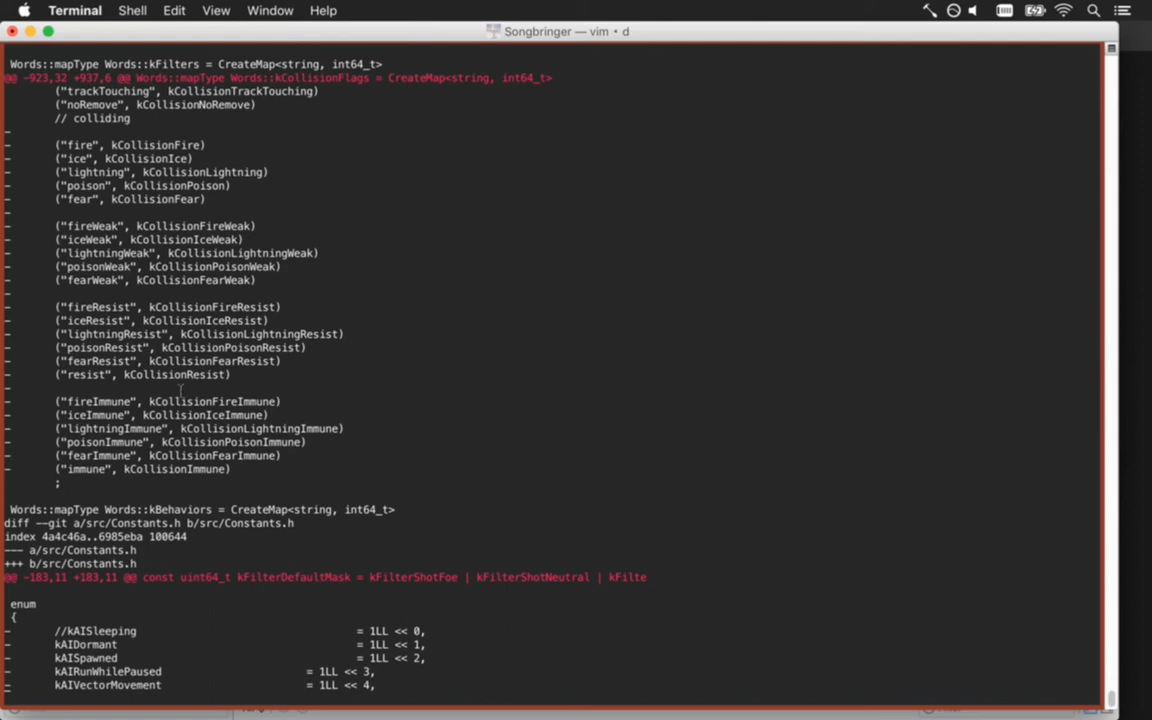 Terminal Shell Edit View Window Help
Songbringer — vim • d
Words::mapType Words::kFilters = CreateMap<string, int64_t>
@@ -923,32 +937,6 @@ Words::mapType Words::kCollisionFlags = CreateMap<string, int64_t>
("trackTouching", kCollisionTrackTouching)
("noRemove", kCollisionNoRemove)
// colliding
-
- ("fire", kCollisionFire)
- ("ice", kCollisionIce)
- ("lightning", kCollisionLightning)
- ("poison", kCollisionPoison)
- ("fear", kCollisionFear)
-
- ("fireWeak", kCollisionFireWeak)
- ("iceWeak", kCollisionIceWeak)
- ("lightningWeak", kCollisionLightningWeak)
- ("poisonWeak", kCollisionPoisonWeak)
- ("fearWeak", kCollisionFearWeak)
-
- ("fireResist", kCollisionFireResist)
- ("iceResist", kCollisionIceResist)
- ("lightningResist", kCollisionLightningResist)
- ("poisonResist", kCollisionPoisonResist)
- ("fearResist", kCollisionFearResist)
- ("resist", kCollisionResist)
-
- ("fireImmune", kCollisionFireImmune)
- ("iceImmune", kCollisionIceImmune)
- ("lightningImmune", kCollisionLightningImmune)
- ("poisonImmune", kCollisionPoisonImmune)
- ("fearImmune", kCollisionFearImmune)
- ("immune", kCollisionImmune)
;
Words::mapType Words::kBehaviors = CreateMap<string, int64_t>
diff --git a/src/Constants.h b/src/Constants.h
index 4a4c46a..6985eba 100644
--- a/src/Constants.h
+++ b/src/Constants.h
@@ -183,11 +183,11 @@ const uint64_t kFilterDefaultMask = kFilterShotFoe | kFilterShotNeutral | kFilte
enum
{
- //kAISleeping = 1LL << 0,
- kAIDormant = 1LL << 1,
- kAISpawned = 1LL << 2,
- kAIRunWhilePaused = 1LL << 3,
- kAIVectorMovement = 1LL << 4,